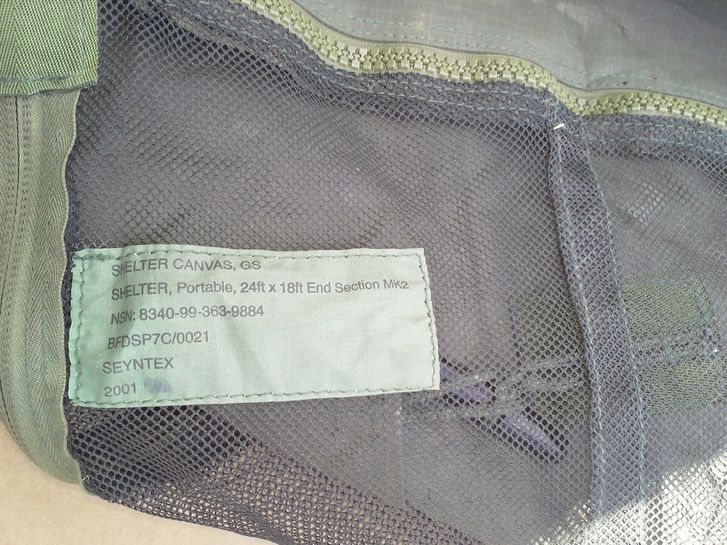 SHELTER CANVAS, GS
SHELTER, Portable, 24ft x 18ft End Section Mk2
NSN: 8340-99-363-9884
BFDSP7C/0021
SEYNTEX
2001